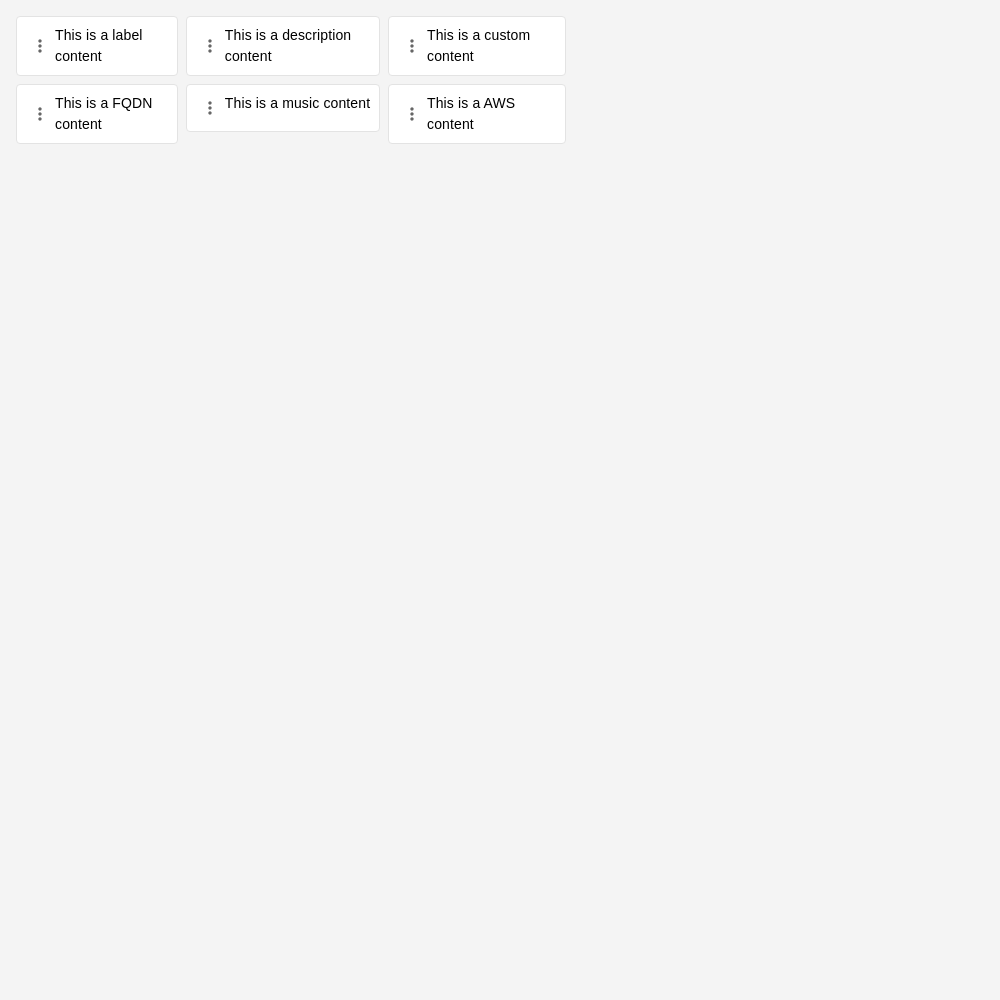 This is a label
content
This is a description
content
This is a custom
content
This is a FQDN
content
This is a music content
This is a AWS
content